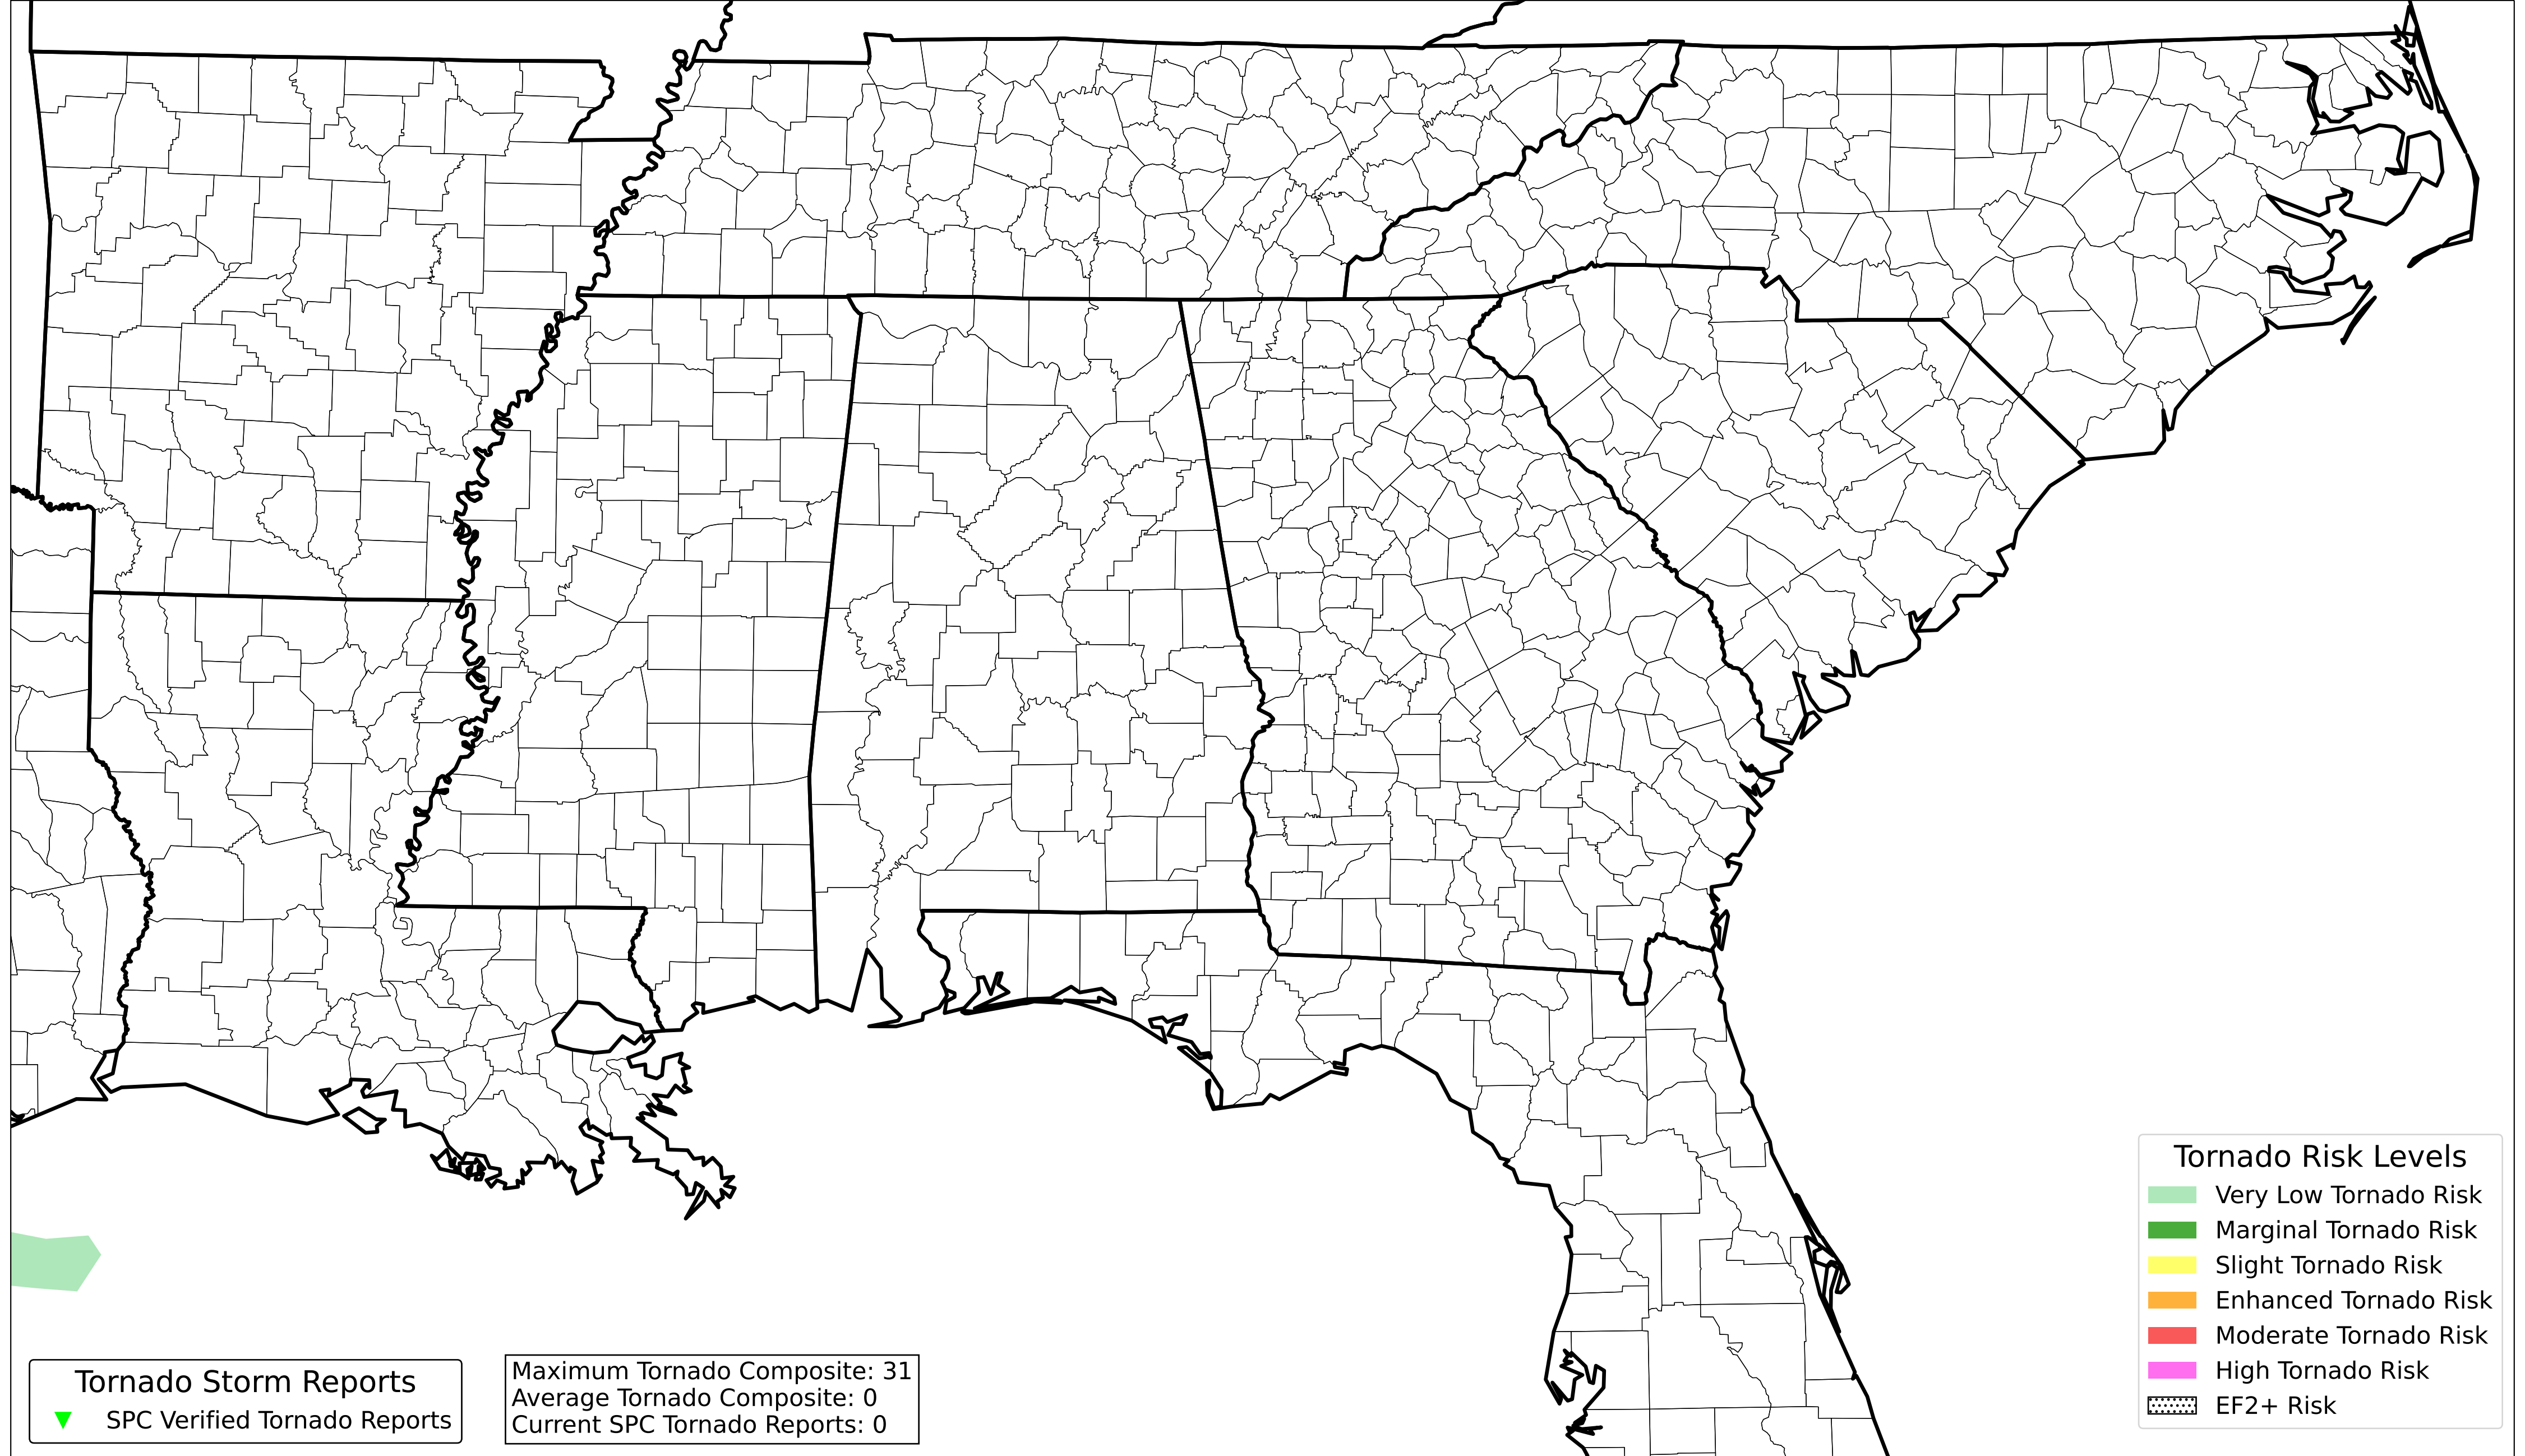 Tornado Risk Levels
Very Low Tornado Risk
Marginal Tornado Risk
Slight Tornado Risk
Enhanced Tornado Risk
Moderate Tornado Risk
High Tornado Risk
EF2+ Risk
Tornado Storm Reports
SPC Verified Tornado Reports
Maximum Tornado Composite: 31
Average Tornado Composite: 0
Current SPC Tornado Reports: 0